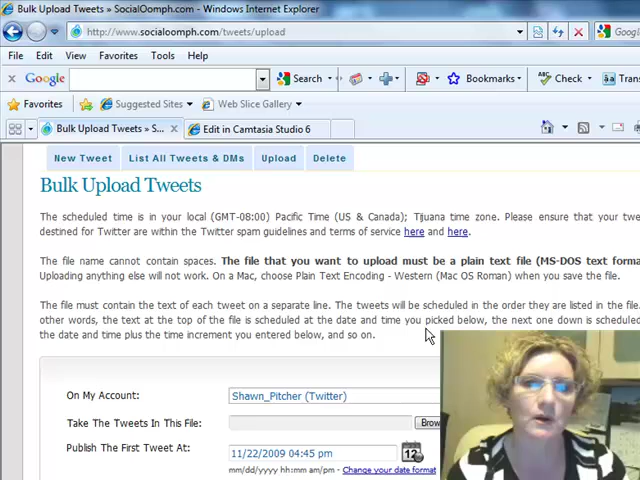 Bulk Upload Tweets » SocialOomph.com - Windows Internet Explorer
http://www.socialoomph.com/tweets/upload
Goog
Edit View Favorites Tools Help
x Google Search Bookmarks Check Trans
Favorites Suggested Sites Web Slice Gallery
Bulk Upload Tweets » S... x Edit in Camtasia Studio 6
New Tweet List All Tweets & DMs Upload Delete
Bulk Upload Tweets
The scheduled time is in your local (GMT-08:00) Pacific Time (US & Canada); Tijuana time zone. Please ensure that your twe
destined for Twitter are within the Twitter spam guidelines and terms of service here and here.
The file name cannot contain spaces. The file that you want to upload must be a plain text file (MS-DOS text forma
Uploading anything else will not work. On a Mac, choose Plain Text Encoding - Western (Mac OS Roman) when you save the file.
The file must contain the text of each tweet on a separate line. The tweets will be scheduled in the order they are listed in the file.
other words, the text at the top of the file is scheduled at the date and time you picked below, the next one down is scheduled
the date and time plus the time increment you entered below, and so on.
On My Account: Shawn_Pitcher (Twitter)
Take The Tweets In This File: Brow
Publish The First Tweet At: 11/22/2009 04:45 pm 12
mm/dd/yyyy hh:mm am/pm - Change your date format